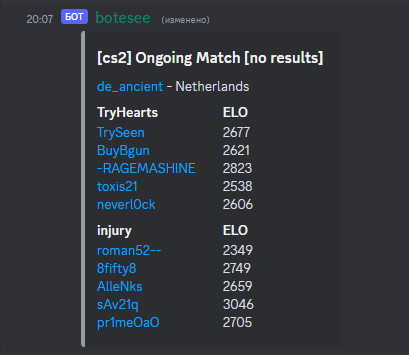 20:07 БОТ botesee (изменено)
[cs2] Ongoing Match [no results]
de_ancient - Netherlands
TryHearts ELO
TrySeen 2677
BuyBgun 2621
-RAGEMASHINE 2823
toxis21 2538
neverl0ck 2606
injury ELO
roman52-- 2349
8fifty8 2749
AlleNks 2659
sAv21q 3046
pr1meOaO 2705